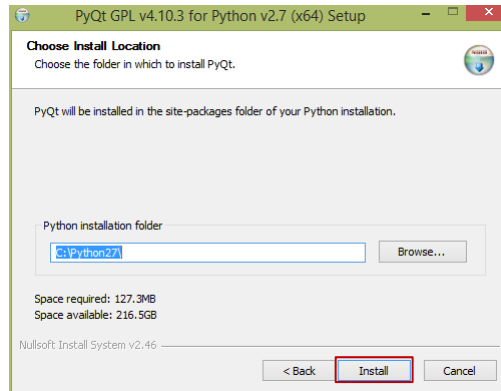 PyQt GPL v4.10.3 for Python v2.7 (x64) Setup
Choose Install Location
Choose the folder in which to install PyQt.
PyQt will be installed in the site-packages folder of your Python installation.
Python installation folder
C:\Python27\
Browse...
Space required: 127.3MB
Space available: 216.5GB
Nullsoft Install System v2.46
< Back
Install
Cancel